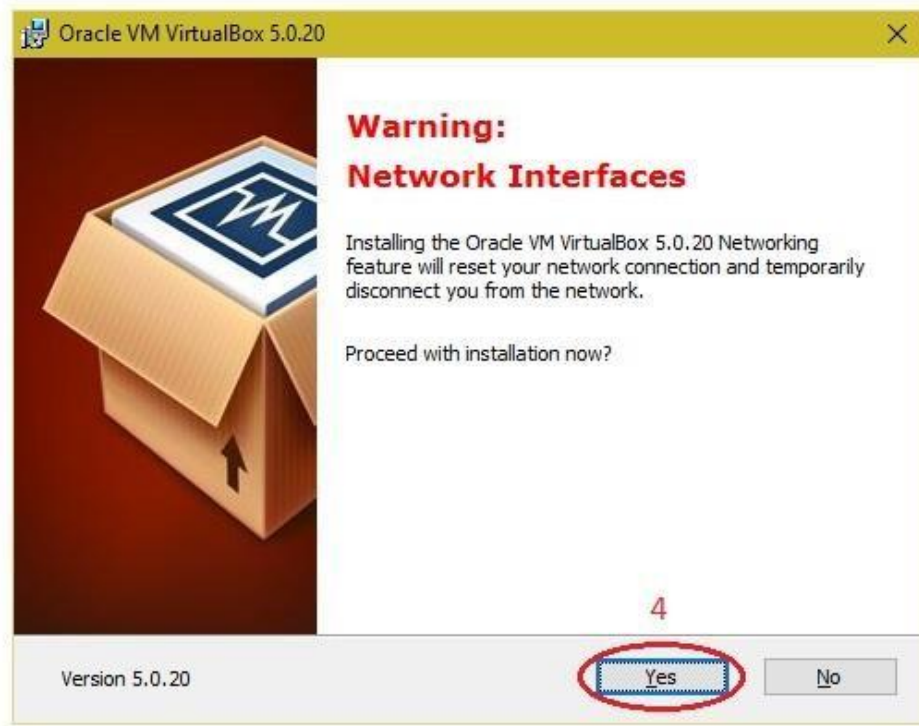 Oracle VM VirtualBox 5.0.20
Warning:
Network Interfaces
Installing the Oracle VM VirtualBox 5.0.20 Networking
feature will reset your network connection and temporarily
disconnect you from the network.
Proceed with installation now?
4
Version 5.0.20
Yes
No